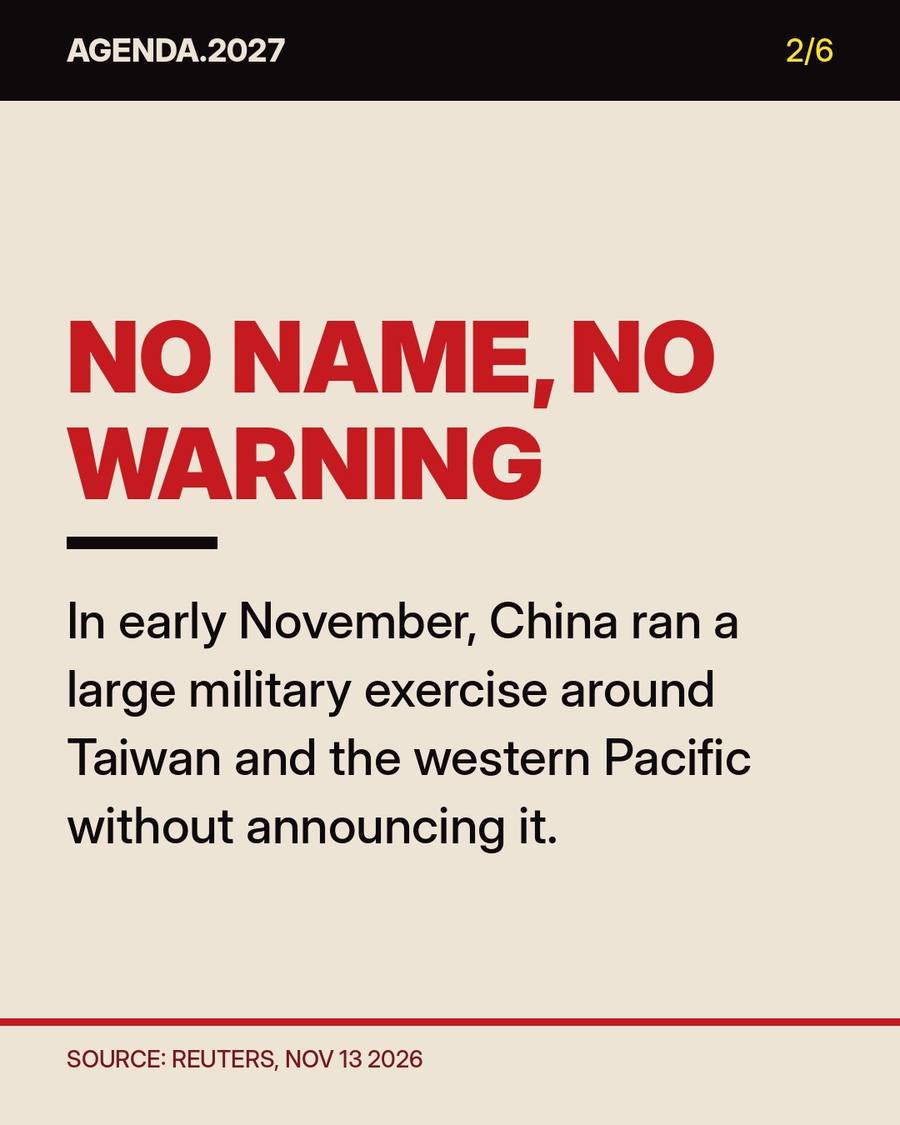 AGENDA.2027
2/6
NO NAME, NO
WARNING
In early November, China ran a
large military exercise around
Taiwan and the western Pacific
without announcing it.
SOURCE: REUTERS, NOV 13 2026